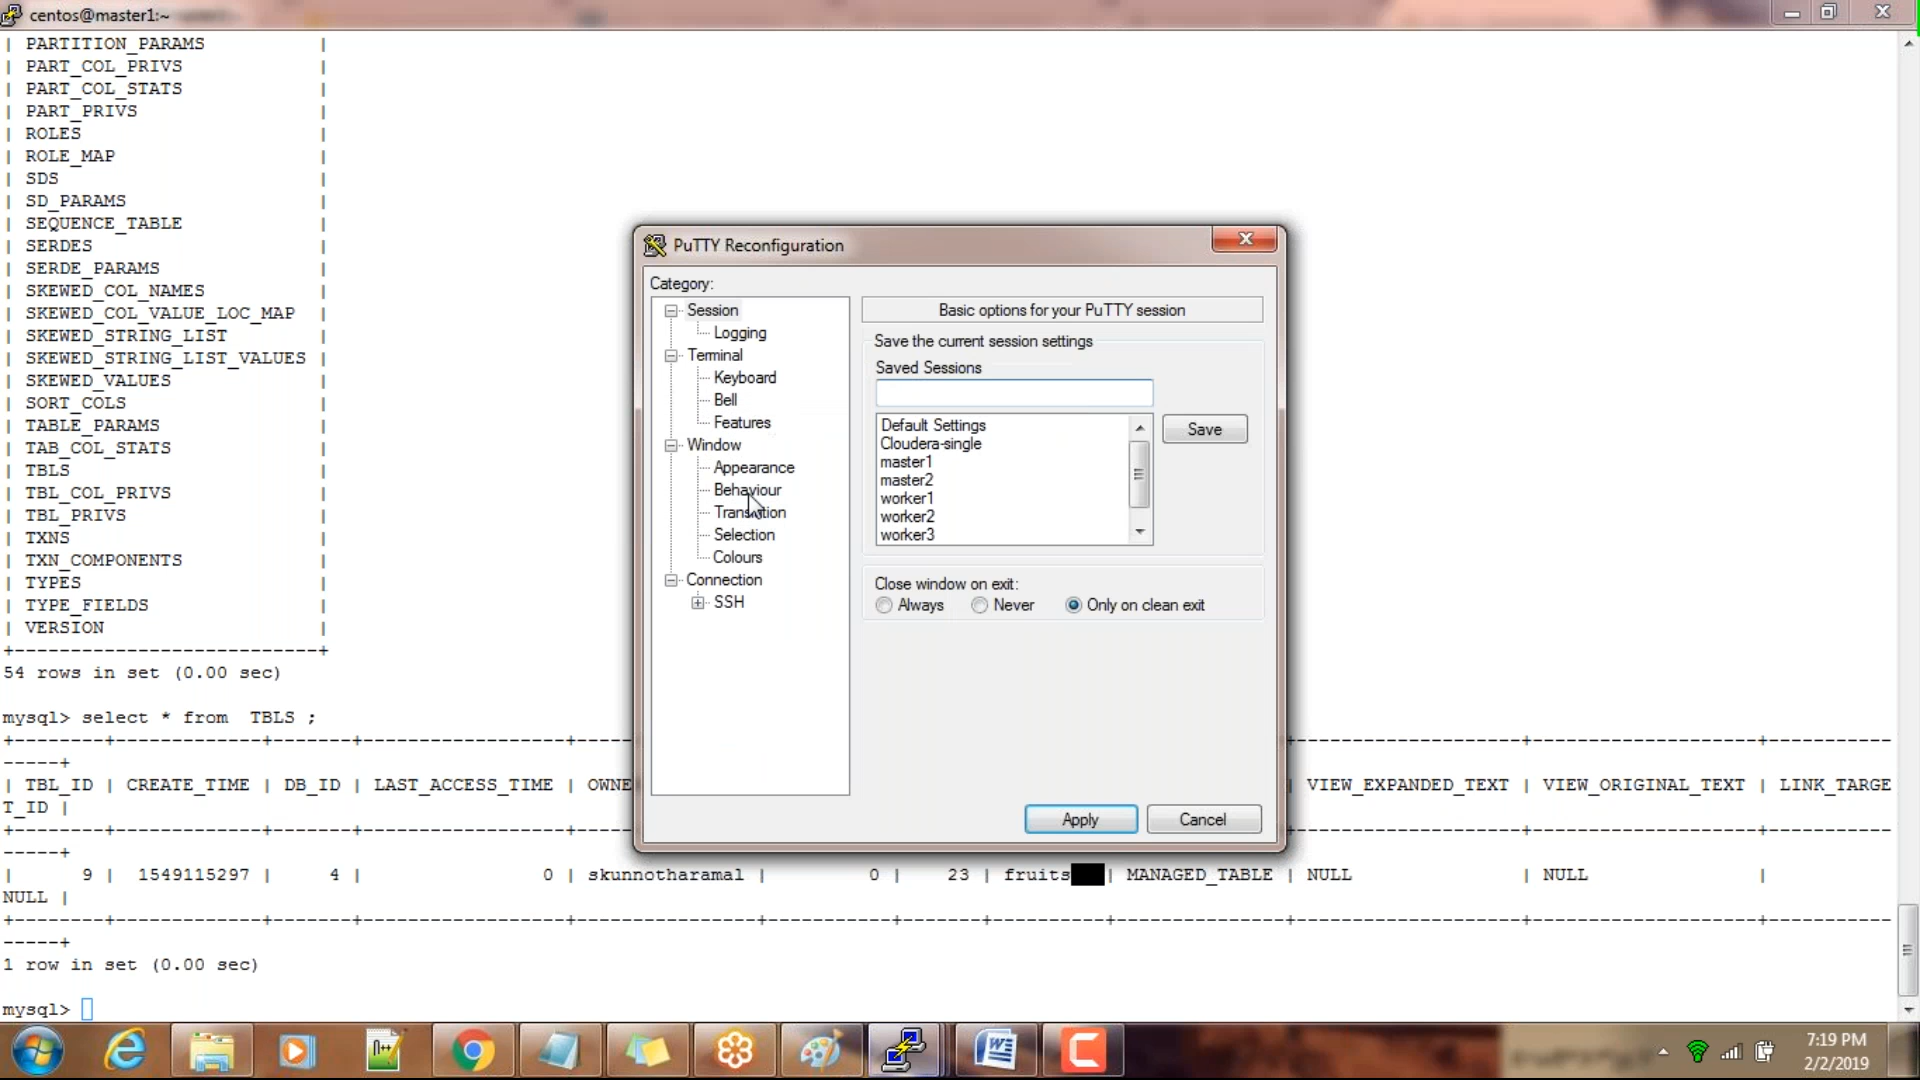 centos@master1:~
| PARTITION_PARAMS |
| PART_COL_PRIVS |
| PART_COL_STATS |
| PART_PRIVS |
| ROLES |
| ROLE_MAP |
| SDS |
| SD_PARAMS |
| SEQUENCE_TABLE |
| SERDES |
| SERDE_PARAMS |
| SKEWED_COL_NAMES |
| SKEWED_COL_VALUE_LOC_MAP |
| SKEWED_STRING_LIST |
| SKEWED_STRING_LIST_VALUES |
| SKEWED_VALUES |
| SORT_COLS |
| TABLE_PARAMS |
| TAB_COL_STATS |
| TBLS |
| TBL_COL_PRIVS |
| TBL_PRIVS |
| TXNS |
| TXN_COMPONENTS |
| TYPES |
| TYPE_FIELDS |
| VERSION |
+---------------------------+
54 rows in set (0.00 sec)
mysql> select * from  TBLS ;
| TBL_ID | CREATE_TIME | DB_ID | LAST_ACCESS_TIME | OWNE | VIEW_EXPANDED_TEXT | VIEW_ORIGINAL_TEXT | LINK_TARGE
T_ID |
| 9 | 1549115297 | 4 | 0 | skunnotharamal | 0 | 23 | fruits | MANAGED_TABLE | NULL | NULL |
NULL |
1 row in set (0.00 sec)
mysql>
PuTTY Reconfiguration
Category:
Session
Logging
Terminal
Keyboard
Bell
Features
Window
Appearance
Behaviour
Translation
Selection
Colours
Connection
SSH
Basic options for your PuTTY session
Save the current session settings
Saved Sessions
Default Settings
Cloudera-single
master1
master2
worker1
worker2
worker3
Save
Close window on exit:
Always Never Only on clean exit
Apply Cancel
7:19 PM
2/2/2019